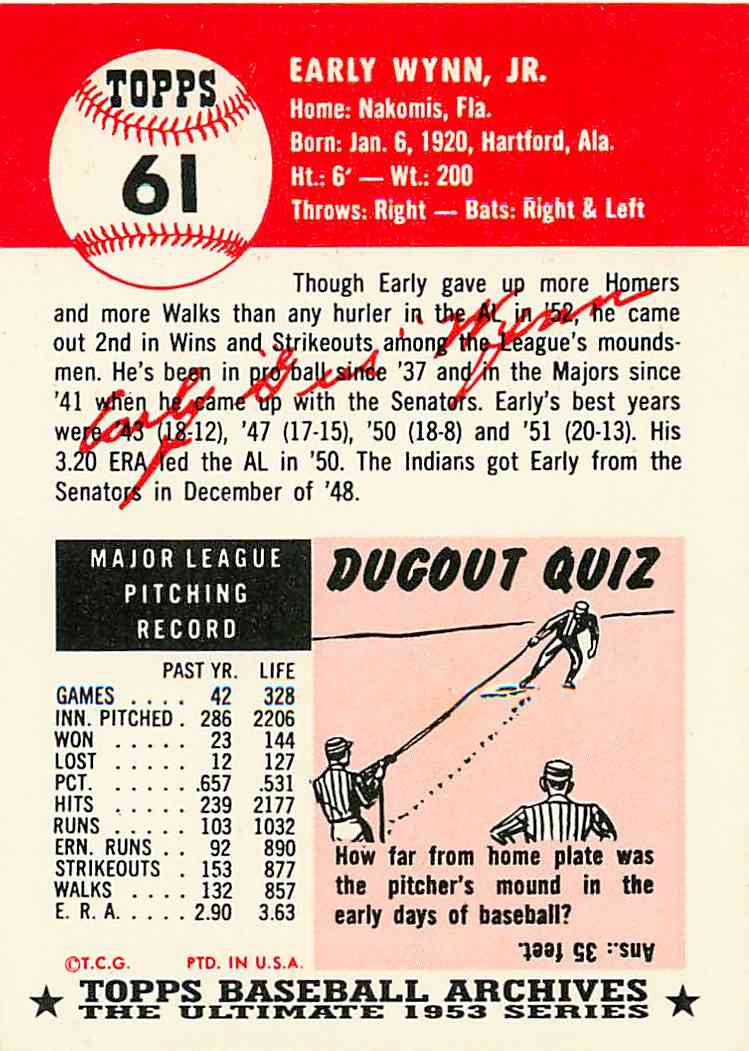 TOPPS
61
EARLY WYNN, JR.
Home: Nakomis, Fla.
Born: Jan. 6, 1920, Hartford, Ala.
Ht.: 6' — Wt.: 200
Throws: Right — Bats: Right & Left
Though Early gave up more Homers
and more Walks than any hurler in the AL in '52, he came
out 2nd in Wins and Strikeouts among the League's mounds-
men. He's been in pro ball since '37 and in the Majors since
'41 when he came up with the Senators. Early's best years
were '43 (18-12), '47 (17-15), '50 (18-8) and '51 (20-13). His
3.20 ERA led the AL in '50. The Indians got Early from the
Senators in December of '48.
Early "Gus" Wynn
MAJOR LEAGUE
PITCHING
RECORD
PAST YR. LIFE
GAMES . . . . 42 328
INN. PITCHED . 286 2206
WON . . . . . 23 144
LOST . . . . . 12 127
PCT. . . . . . .657 .531
HITS . . . . . 239 2177
RUNS . . . . . 103 1032
ERN. RUNS . . 92 890
STRIKEOUTS . 153 877
WALKS . . . . 132 857
E. R. A. . . . . 2.90 3.63
©T.C.G. PTD. IN U.S.A.
DUGOUT QUIZ
How far from home plate was
the pitcher's mound in the
early days of baseball?
Ans.: 35 feet.
TOPPS BASEBALL ARCHIVES
THE ULTIMATE 1953 SERIES